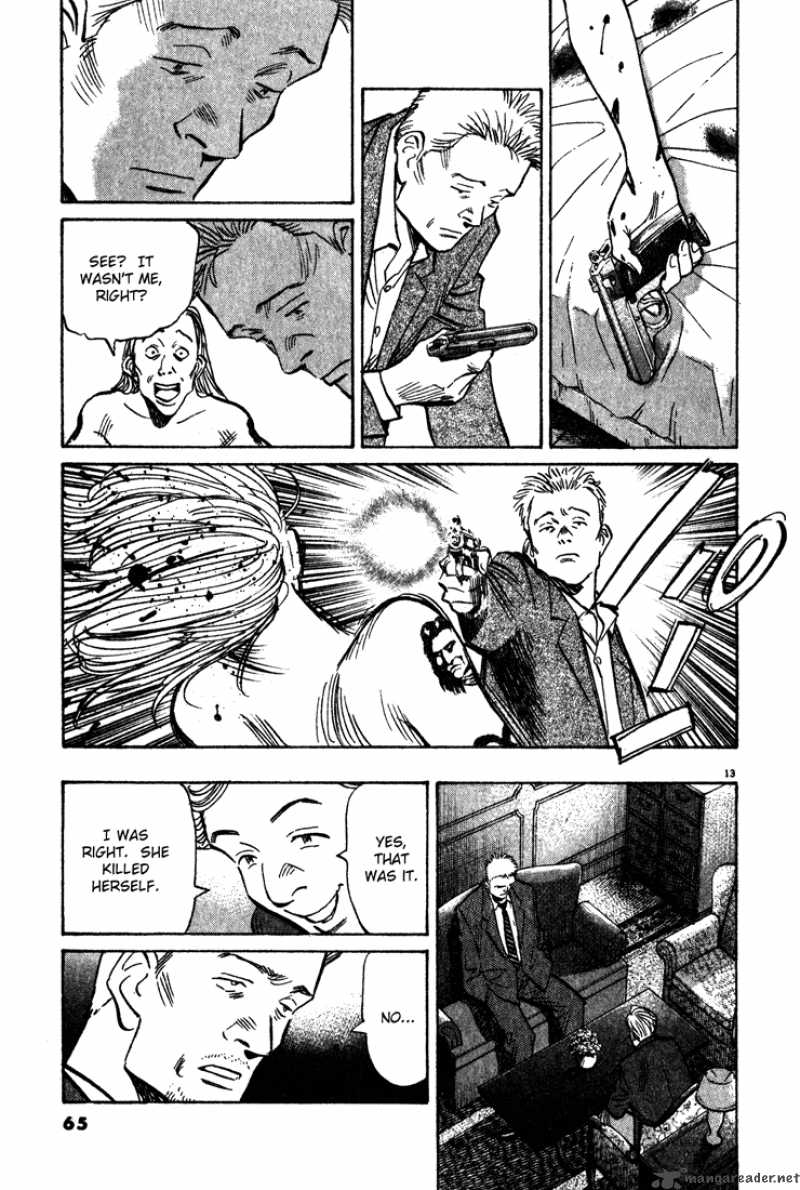 SEE? IT
WASN'T ME,
RIGHT?
13
I WAS
RIGHT. SHE
KILLED
HERSELF.
YES,
THAT
WAS IT.
NO...
65
mangareader.net